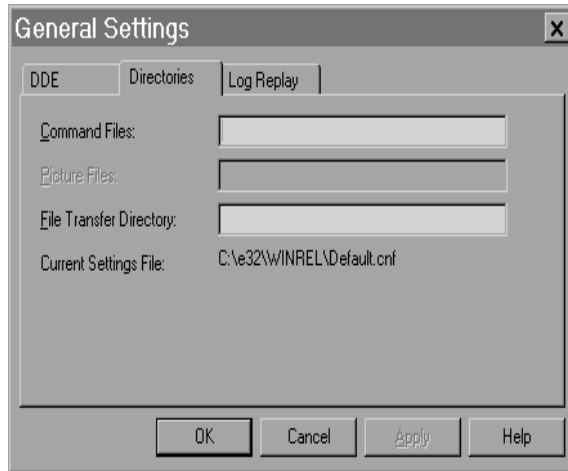 General Settings
DDE Directories Log Replay
Command Files:
Picture Files:
File Transfer Directory:
Current Settings File: C:\e32\WINREL\Default.cnf
OK Cancel Apply Help